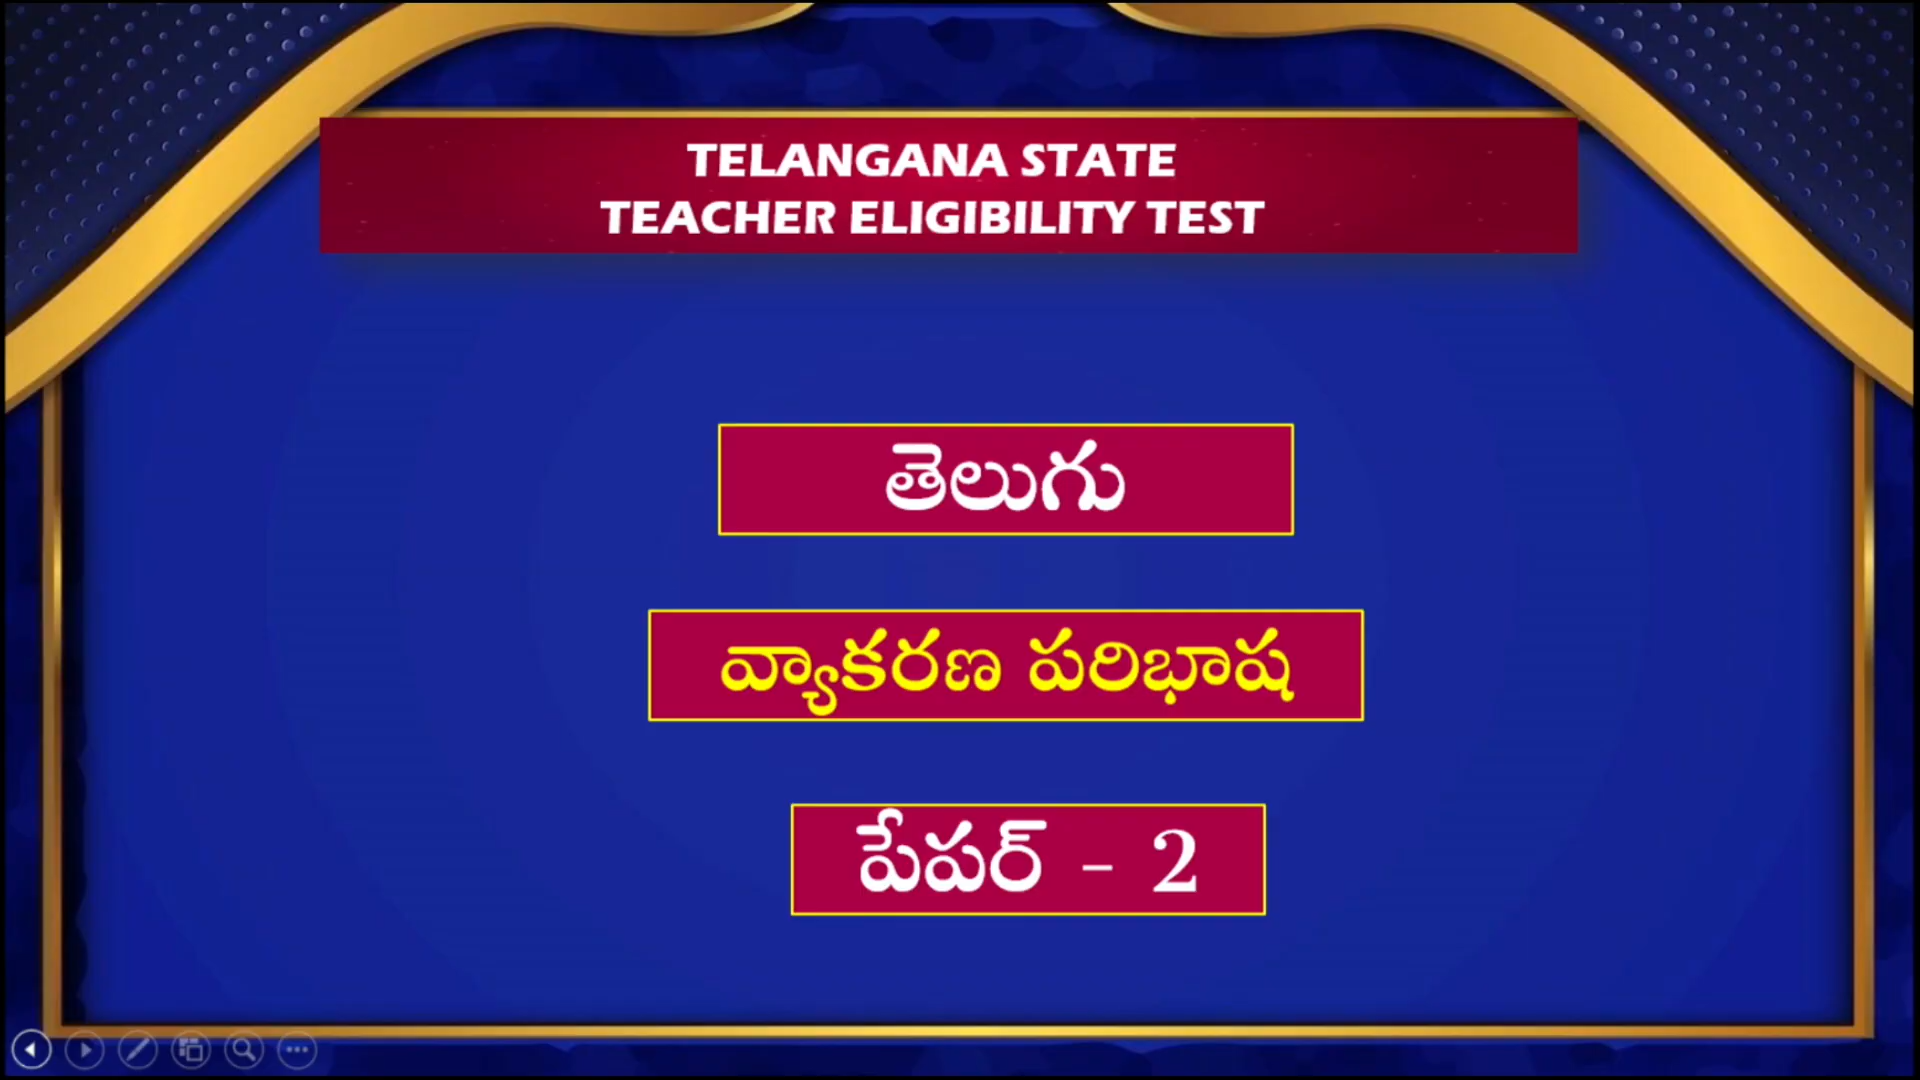 TELANGANA STATE
TEACHER ELIGIBILITY TEST
తెలుగు
వ్యాకరణ పరిభాష
పేపర్ - 2